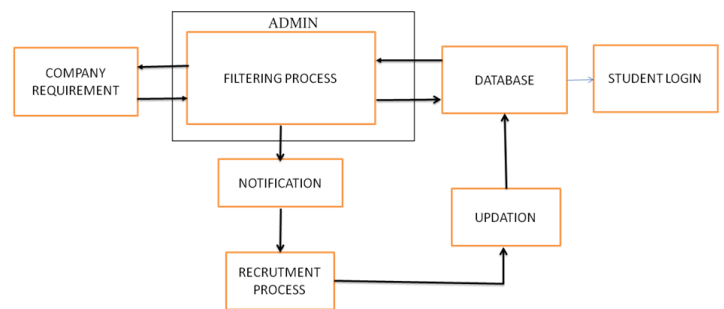 ADMIN
COMPANY
REQUIREMENT
FILTERING PROCESS
DATABASE
STUDENT LOGIN
NOTIFICATION
UPDATION
RECRUTMENT
PROCESS